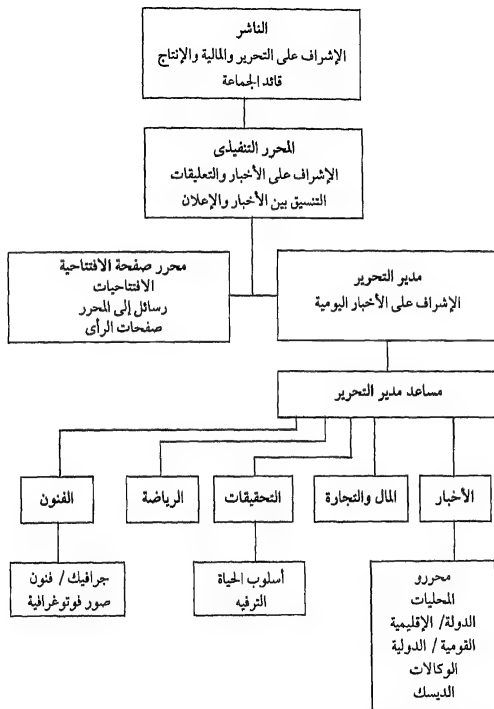 الناشر
الإشراف على التحرير والمالية والإنتاج
قائد الجماعة
المحرر التنفيذى
الإشراف على الأخبار والتعليقات
التنسيق بين الأخبار والإعلان
مدير التحرير
الإشراف على الأخبار اليومية
محرر صفحة الافتتاحية
الافتتاحيات
رسائل إلى المحرر
صفحات الرأى
مساعد مدير التحرير
الأخبار
المال والتجارة
التحقيقات
الرياضة
الفنون
محررو
المحليات
الدولة/ الإقليمية
القومية / الدولية
الوكالات
الديسك
أسلوب الحياة
الترفيه
جرافيك / فنون
صور فوتوغرافية